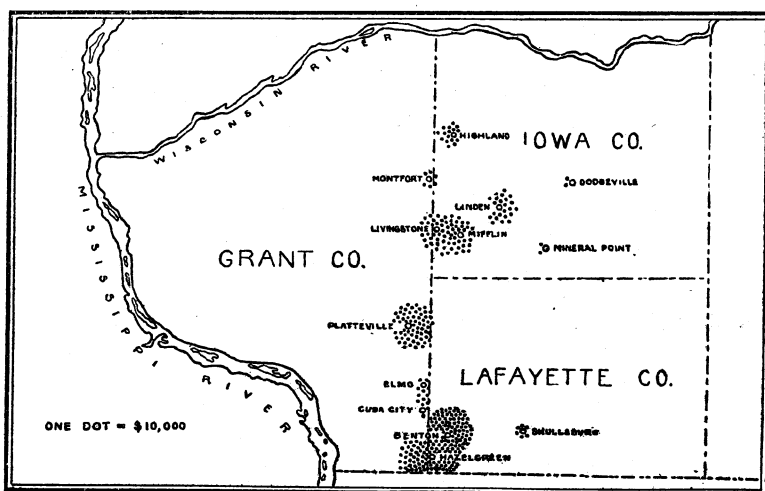 WISCONSIN RIVER
HIGHLAND
IOWA CO.
MONTFORT
DODGEVILLE
LINDEN
MISSISSIPPI RIVER
LIVINGSTONE
MIFFLIN
MINERAL POINT
GRANT CO.
PLATTEVILLE
LAFAYETTE CO.
ELMO
CUBA CITY
ONE DOT = $10,000
BENTON
SHULLSBURG
HAZELGREEN